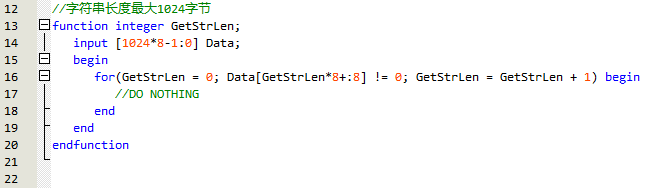 12 //字符串长度最大1024字节
13 function integer GetStrLen;
14 input [1024*8-1:0] Data;
15 begin
16 for(GetStrLen = 0; Data[GetStrLen*8+:8] != 0; GetStrLen = GetStrLen + 1) begin
17 //DO NOTHING
18 end
19 end
20 endfunction
21
22